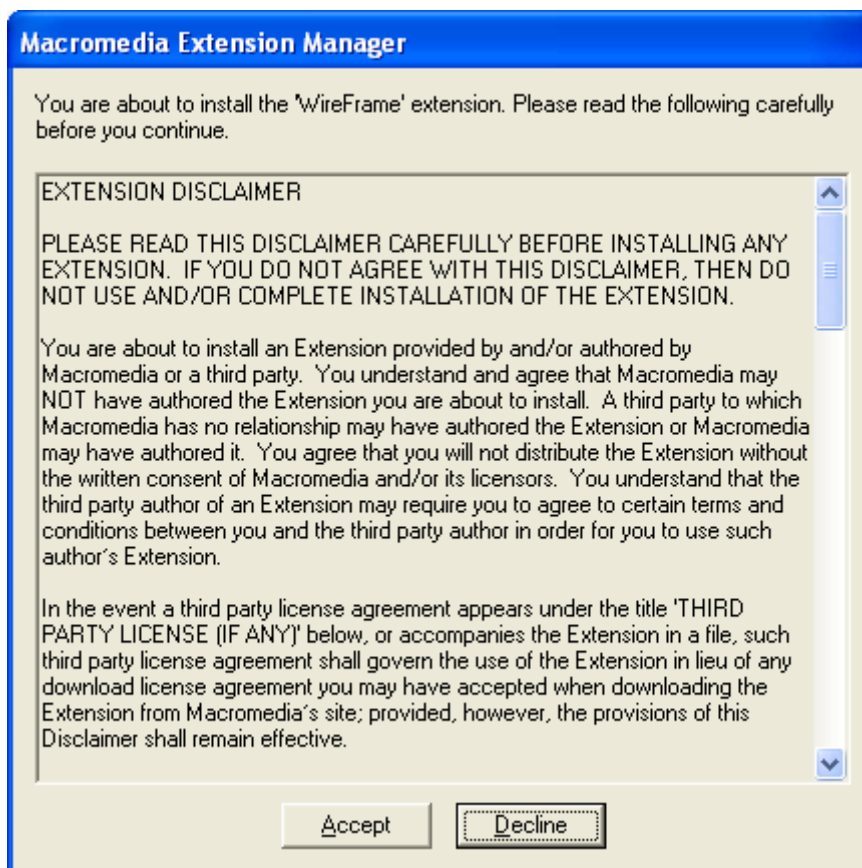 Macromedia Extension Manager
You are about to install the 'WireFrame' extension. Please read the following carefully
before you continue.
EXTENSION DISCLAIMER
PLEASE READ THIS DISCLAIMER CAREFULLY BEFORE INSTALLING ANY
EXTENSION.  IF YOU DO NOT AGREE WITH THIS DISCLAIMER, THEN DO
NOT USE AND/OR COMPLETE INSTALLATION OF THE EXTENSION.
You are about to install an Extension provided by and/or authored by
Macromedia or a third party.  You understand and agree that Macromedia may
NOT have authored the Extension you are about to install.  A third party to which
Macromedia has no relationship may have authored the Extension or Macromedia
may have authored it.  You agree that you will not distribute the Extension without
the written consent of Macromedia and/or its licensors.  You understand that the
third party author of an Extension may require you to agree to certain terms and
conditions between you and the third party author in order for you to use such
author´s Extension.
In the event a third party license agreement appears under the title 'THIRD
PARTY LICENSE (IF ANY)' below, or accompanies the Extension in a file, such
third party license agreement shall govern the use of the Extension in lieu of any
download license agreement you may have accepted when downloading the
Extension from Macromedia´s site; provided, however, the provisions of this
Disclaimer shall remain effective.
Accept
Decline